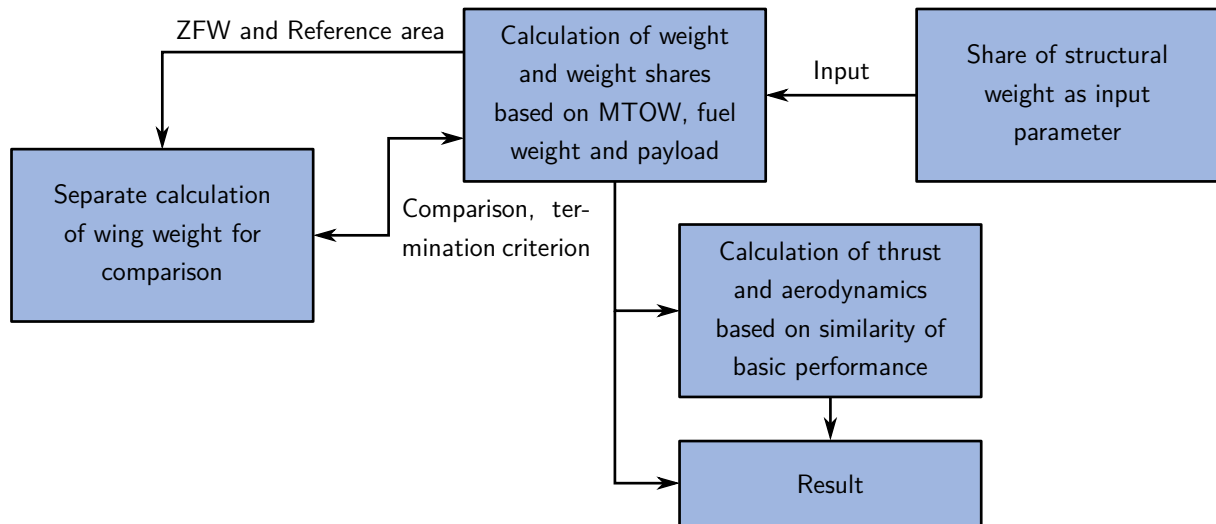 ZFW and Reference area
Calculation of weight
and weight shares
based on MTOW, fuel
weight and payload
Input
Share of structural
weight as input
parameter
Separate calculation
of wing weight for
comparison
Comparison, ter-
mination criterion
Calculation of thrust
and aerodynamics
based on similarity of
basic performance
Result